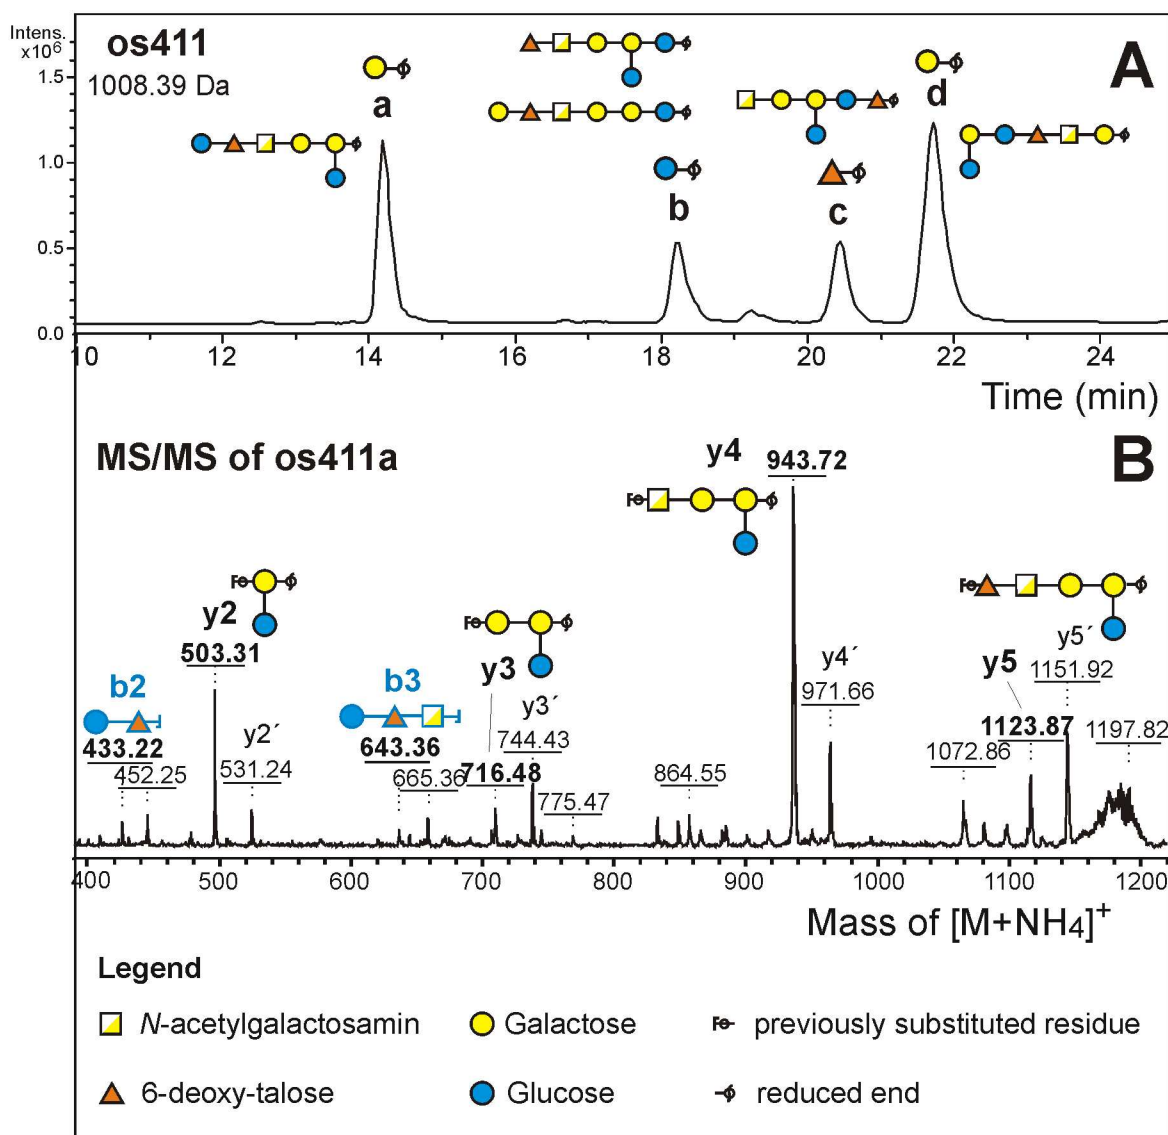 Intens.
x10⁶
os411
1008.39 Da
A
1.5
1.0
0.5
0.0
a
b
c
d
10
12
14
16
18
20
22
24
Time (min)
MS/MS of os411a
B
y4
943.72
y2
503.31
b2
433.22
452.25
y2´
531.24
b3
643.36
665.36
y3
716.48
y3´
744.43
775.47
864.55
y4´
971.66
1072.86
y5
1123.87
y5´
1151.92
1197.82
400
500
600
700
800
900
1000
1100
1200
Mass of [M+NH₄]⁺
Legend
N-acetylgalactosamin
Galactose
previously substituted residue
6-deoxy-talose
Glucose
reduced end